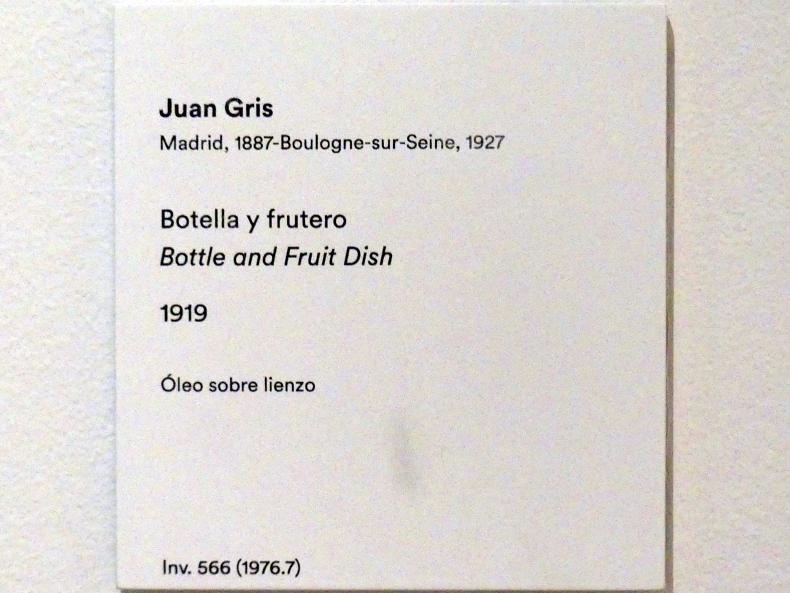 Juan Gris
Madrid, 1887-Boulogne-sur-Seine, 1927
Botella y frutero
Bottle and Fruit Dish
1919
Óleo sobre lienzo
Inv. 566 (1976.7)